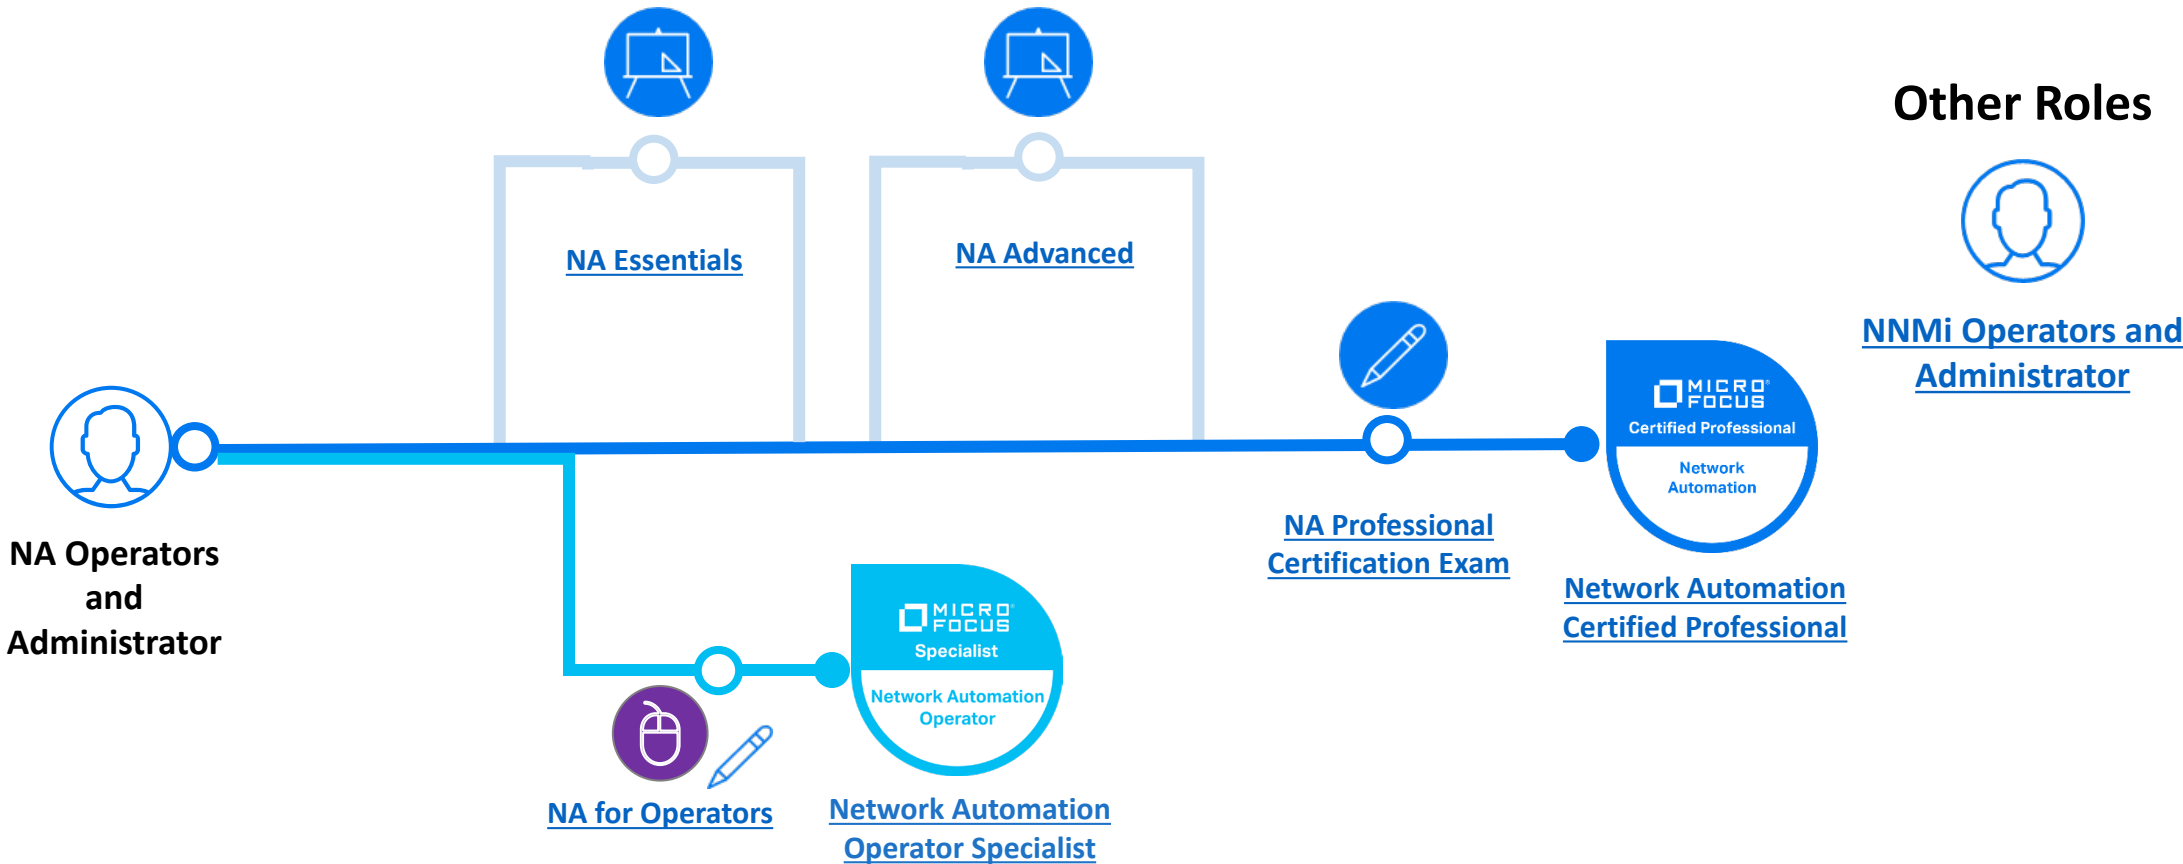 Other Roles
NA Essentials
NA Advanced
NNMi Operators and
Administrator
MICRO
FOCUS
Certified Professional
Network
Automation
NA Operators
and
Administrator
NA Professional
Certification Exam
Network Automation
Certified Professional
MICRO
FOCUS
Specialist
Network Automation
Operator
NA for Operators
Network Automation
Operator Specialist